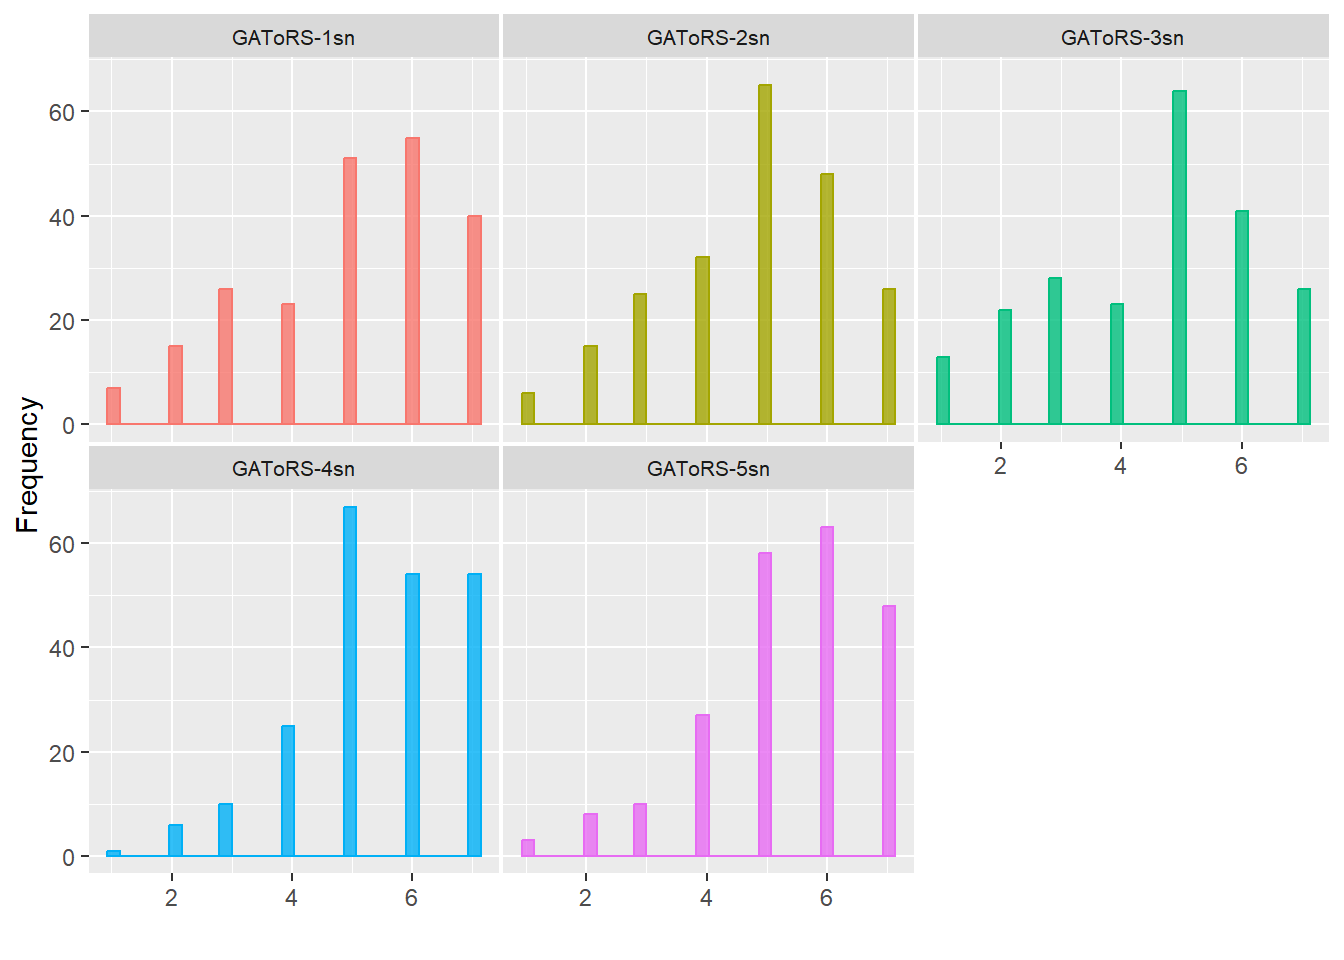 GAToRS-1sn GAToRS-2sn GAToRS-3sn
60
40
20
0
2 4 6
GAToRS-4sn GAToRS-5sn
60
40
20
0
2 4 6 2 4 6
Frequency